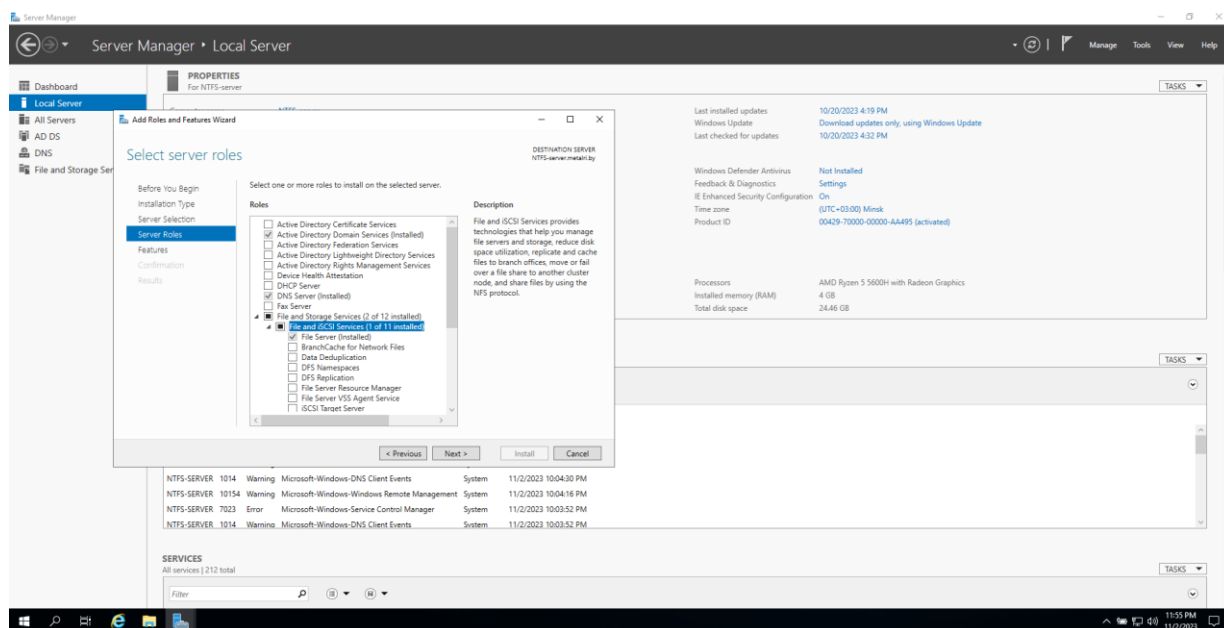 Server Manager
Server Manager • Local Server
Manage Tools View Help
Dashboard
Local Server
All Servers
AD DS
DNS
File and Storage Ser
PROPERTIES
For NTFS-server
TASKS
Last installed updates 10/20/2023 4:19 PM
Windows Update Download updates only, using Windows Update
Last checked for updates 10/20/2023 4:32 PM
Windows Defender Antivirus Not Installed
Feedback & Diagnostics Settings
IE Enhanced Security Configuration On
Time zone (UTC+03:00) Minsk
Product ID 00429-70000-00000-AA495 (activated)
Processors AMD Ryzen 5 5600H with Radeon Graphics
Installed memory (RAM) 4 GB
Total disk space 24.46 GB
Add Roles and Features Wizard
Select server roles
DESTINATION SERVER
NTFS-server.metalri.by
Before You Begin
Installation Type
Server Selection
Server Roles
Features
Confirmation
Results
Select one or more roles to install on the selected server.
Roles
Active Directory Certificate Services
Active Directory Domain Services (Installed)
Active Directory Federation Services
Active Directory Lightweight Directory Services
Active Directory Rights Management Services
Device Health Attestation
DHCP Server
DNS Server (Installed)
Fax Server
File and Storage Services (2 of 12 installed)
File and iSCSI Services (1 of 11 installed)
File Server (Installed)
BranchCache for Network Files
Data Deduplication
DFS Namespaces
DFS Replication
File Server Resource Manager
File Server VSS Agent Service
iSCSI Target Server
Description
File and iSCSI Services provides
technologies that help you manage
file servers and storage, reduce disk
space utilization, replicate and cache
files to branch offices, move or fail
over a file share to another cluster
node, and share files by using the
NFS protocol.
< Previous Next > Install Cancel
TASKS
NTFS-SERVER 1014 Warning Microsoft-Windows-DNS Client Events System 11/2/2023 10:04:30 PM
NTFS-SERVER 10154 Warning Microsoft-Windows-Windows Remote Management System 11/2/2023 10:04:16 PM
NTFS-SERVER 7023 Error Microsoft-Windows-Service Control Manager System 11/2/2023 10:03:52 PM
NTFS-SERVER 1014 Warning Microsoft-Windows-DNS Client Events System 11/2/2023 10:03:52 PM
SERVICES
All services | 212 total
TASKS
Filter
11:55 PM
11/2/2023